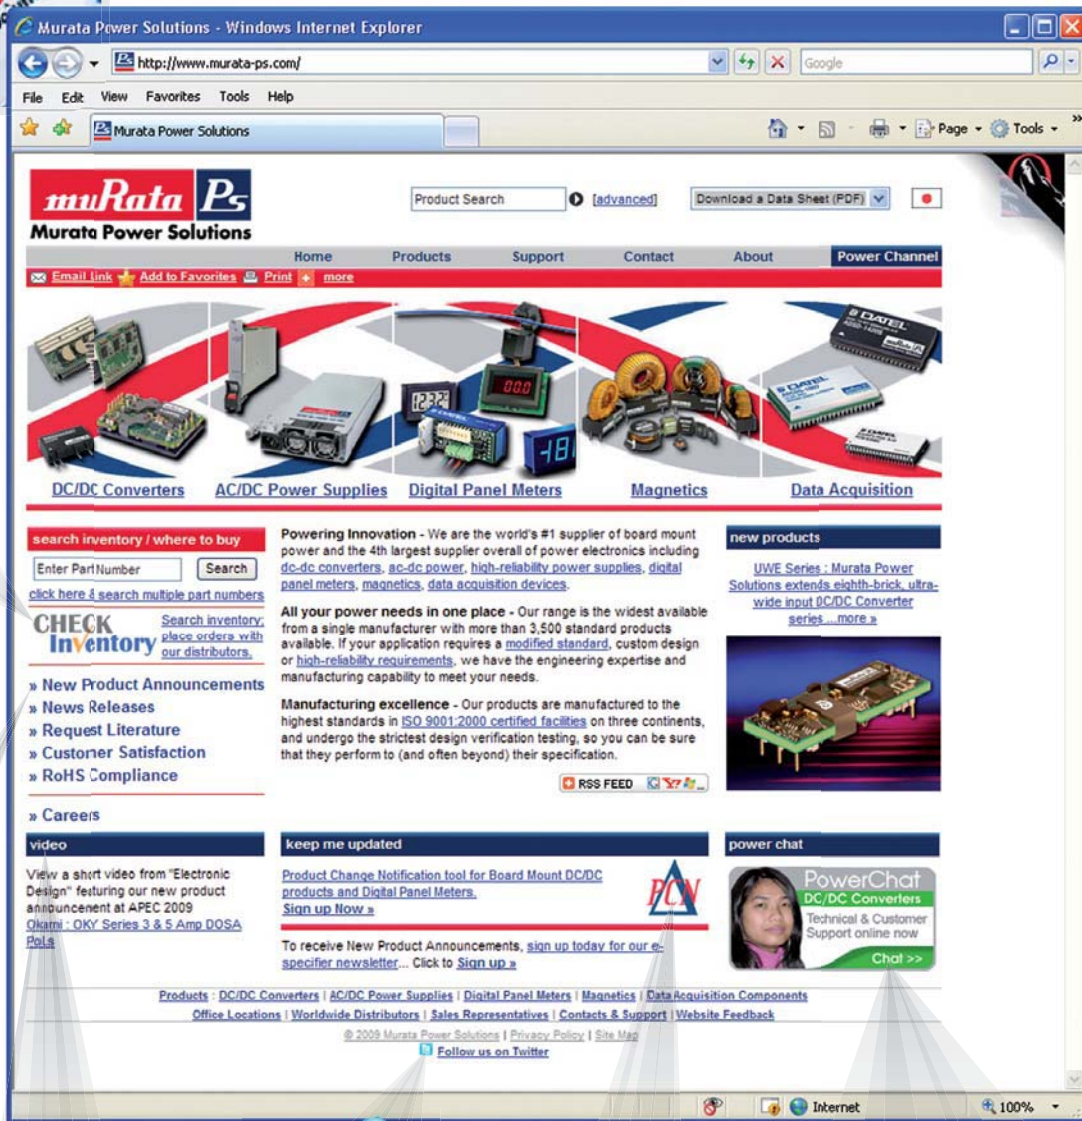 Murata Power Solutions - Windows Internet Explorer
http://www.murata-ps.com/
Google
File Edit View Favorites Tools Help
Murata Power Solutions
Page Tools
muRata Ps
Murata Power Solutions
Product Search
[advanced]
Download a Data Sheet (PDF)
Home Products Support Contact About Power Channel
Email link Add to Favorites Print more
DATEL
muRata Ps
DATEL
DATEL
muRata Ps
00.0
DATEL
DC/DC Converters AC/DC Power Supplies Digital Panel Meters Magnetics Data Acquisition
search inventory / where to buy
Enter Part Number Search
click here & search multiple part numbers
CHECK Inventory
Search inventory;
place orders with
our distributors.
» New Product Announcements
» News Releases
» Request Literature
» Customer Satisfaction
» RoHS Compliance
» Careers
Powering Innovation - We are the world's #1 supplier of board mount
power and the 4th largest supplier overall of power electronics including
dc-dc converters, ac-dc power, high-reliability power supplies, digital
panel meters, magnetics, data acquisition devices.
All your power needs in one place - Our range is the widest available
from a single manufacturer with more than 3,500 standard products
available. If your application requires a modified standard, custom design
or high-reliability requirements, we have the engineering expertise and
manufacturing capability to meet your needs.
Manufacturing excellence - Our products are manufactured to the
highest standards in ISO 9001:2000 certified facilities on three continents,
and undergo the strictest design verification testing, so you can be sure
that they perform to (and often beyond) their specification.
RSS FEED
new products
UWE Series : Murata Power
Solutions extends eighth-brick, ultra-
wide input DC/DC Converter
series ...more »
video
View a short video from "Electronic
Design" featuring our new product
announcement at APEC 2009
Okami : OKY Series 3 & 5 Amp DOSA
PoLs
keep me updated
Product Change Notification tool for Board Mount DC/DC
products and Digital Panel Meters.
Sign up Now »
PCN
To receive New Product Announcements, sign up today for our e-
specifier newsletter... Click to Sign up »
power chat
PowerChat
DC/DC Converters
Technical & Customer
Support online now
Chat >>
Products : DC/DC Converters | AC/DC Power Supplies | Digital Panel Meters | Magnetics | Data Acquisition Components
Office Locations | Worldwide Distributors | Sales Representatives | Contacts & Support | Website Feedback
© 2009 Murata Power Solutions | Privacy Policy | Site Map
Follow us on Twitter
Internet 100%